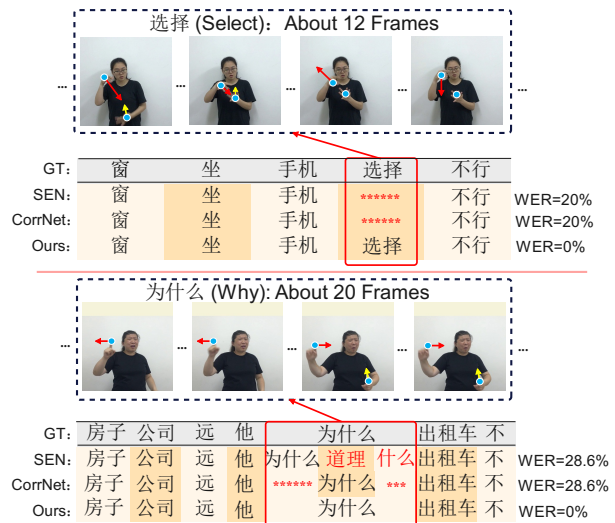 选择 (Select): About 12 Frames
... ... ... ... ...
GT: 窗 坐 手机 选择 不行
SEN: 窗 坐 手机 ****** 不行 WER=20%
CorrNet: 窗 坐 手机 ****** 不行 WER=20%
Ours: 窗 坐 手机 选择 不行 WER=0%
为什么 (Why): About 20 Frames
... ... ... ...
GT: 房子 公司 远 他 为什么 出租车 不
SEN: 房子 公司 远 他 为什么 道理 什么 出租车 不 WER=28.6%
CorrNet: 房子 公司 远 他 ****** 为什么 *** 出租车 不 WER=28.6%
Ours: 房子 公司 远 他 为什么 出租车 不 WER=0%